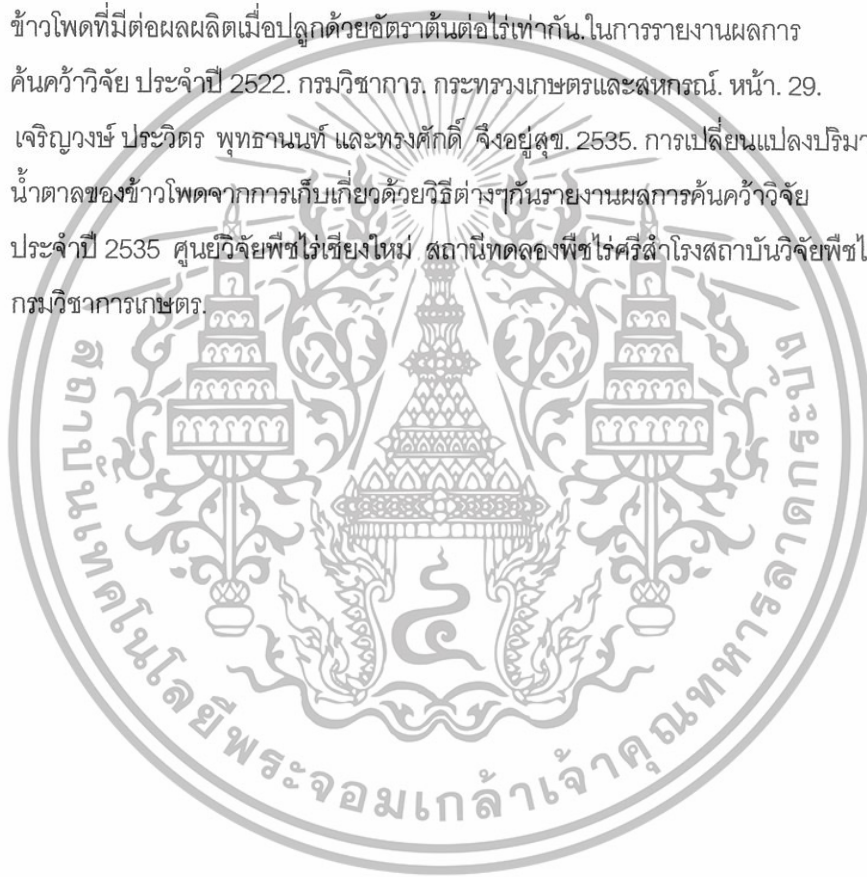 ข้าวโพดที่มีต่อผลผลิตเมื่อปลูกด้วยอัตราต้นต่อไร่เท่ากัน.ในการรายงานผลการ
ค้นคว้าวิจัย ประจำปี 2522. กรมวิชาการ. กระทรวงเกษตรและสหกรณ์. หน้า. 29.
เจริญวงษ์ ประวิตร พุทธานนท์ และทรงศักดิ์ จึงอยู่สุข. 2535. การเปลี่ยนแปลงปริมา
น้ำตาลของข้าวโพดจากการเก็บเกี่ยวด้วยวิธีต่างๆกันรายงานผลการค้นคว้าวิจัย
ประจำปี 2535 ศูนย์วิจัยพืชไร่เชียงใหม่ สถานีทดลองพืชไร่ศรีสำโรงสถาบันวิจัยพืชไ
กรมวิชาการเกษตร.
สถาบันเทคโนโลยีพระจอมเกล้าเจ้าคุณทหารลาดกระบัง